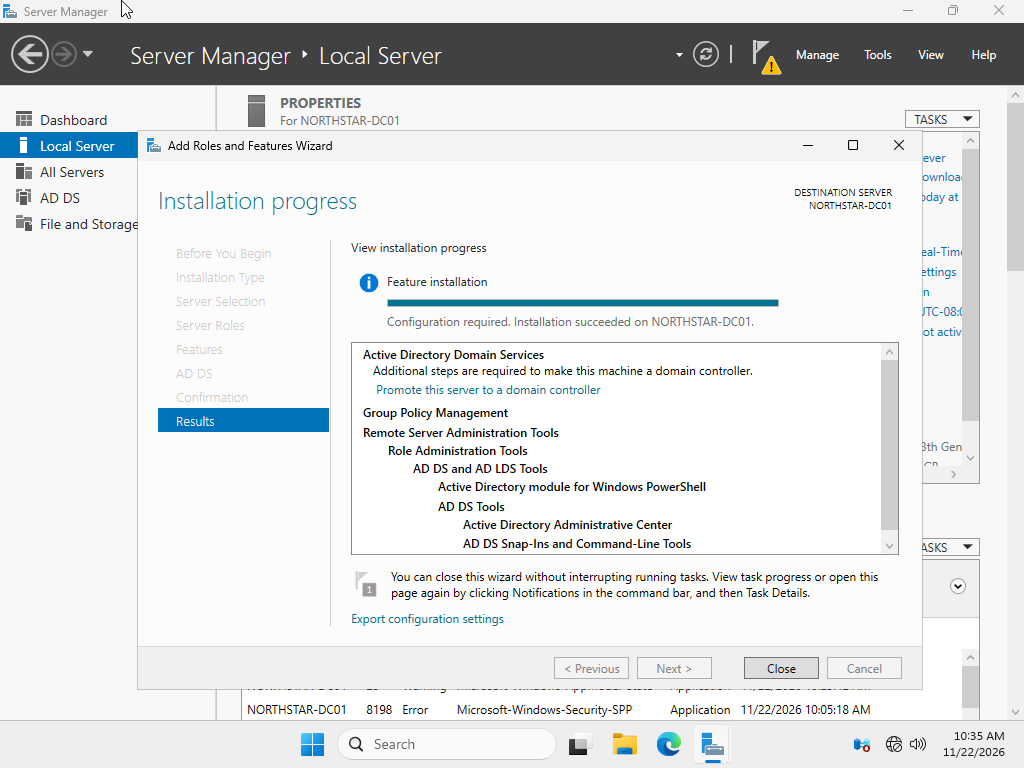 Server Manager
Server Manager ‣ Local Server
Manage Tools View Help
Dashboard
Local Server
All Servers
AD DS
File and Storage
PROPERTIES
For NORTHSTAR-DC01
TASKS
Add Roles and Features Wizard
Installation progress
DESTINATION SERVER
NORTHSTAR-DC01
Before You Begin
Installation Type
Server Selection
Server Roles
Features
AD DS
Confirmation
Results
View installation progress
Feature installation
Configuration required. Installation succeeded on NORTHSTAR-DC01.
Active Directory Domain Services
Additional steps are required to make this machine a domain controller.
Promote this server to a domain controller
Group Policy Management
Remote Server Administration Tools
Role Administration Tools
AD DS and AD LDS Tools
Active Directory module for Windows PowerShell
AD DS Tools
Active Directory Administrative Center
AD DS Snap-Ins and Command-Line Tools
1
You can close this wizard without interrupting running tasks. View task progress or open this
page again by clicking Notifications in the command bar, and then Task Details.
Export configuration settings
< Previous Next > Close Cancel
ever
ownloa
oday at
eal-Time
ettings
n
UTC-08:0
ot activ
8th Gen
GB
ASKS
NORTHSTAR-DC01 8198 Error Microsoft-Windows-Security-SPP Application 11/22/2026 10:05:18 AM
Search
10:35 AM
11/22/2026